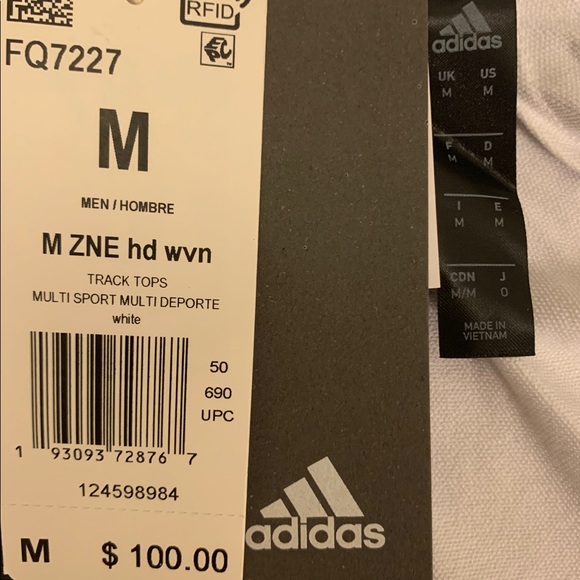 RFID
FQ7227
M
MEN / HOMBRE
M ZNE hd wvn
TRACK TOPS
MULTI SPORT MULTI DEPORTE
white
50
690
UPC
1 93093 72876 7
124598984
M $ 100.00
adidas
adidas
UK US
M M
F D
M M
I E
M M
CDN J
M/M O
MADE IN
VIETNAM